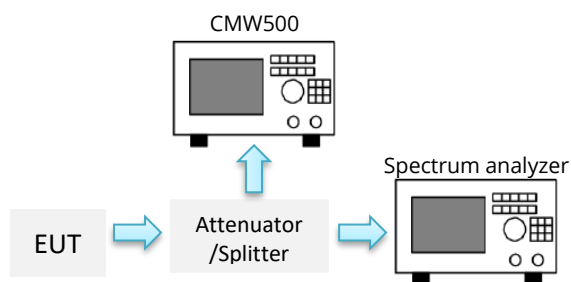 CMW500
Spectrum analyzer
EUT
Attenuator
/Splitter